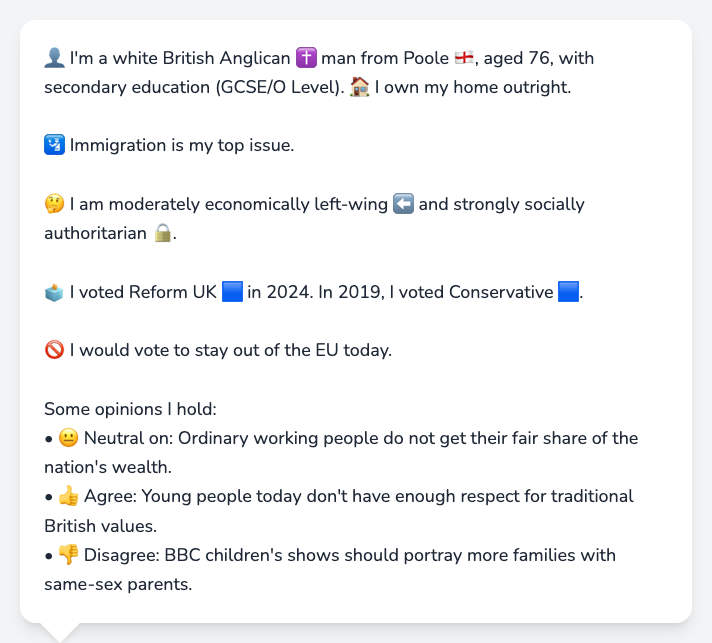 👤 I'm a white British Anglican ✝️ man from Poole 🏴󠁧󠁢󠁥󠁮󠁧󠁿, aged 76, with
secondary education (GCSE/O Level). 🏠 I own my home outright.
🛂 Immigration is my top issue.
🤔 I am moderately economically left-wing ⬅️ and strongly socially
authoritarian 🔒.
🗳️ I voted Reform UK 🟦 in 2024. In 2019, I voted Conservative 🟦.
🚫 I would vote to stay out of the EU today.
Some opinions I hold:
• 😐 Neutral on: Ordinary working people do not get their fair share of the
nation's wealth.
• 👍 Agree: Young people today don't have enough respect for traditional
British values.
• 👎 Disagree: BBC children's shows should portray more families with
same-sex parents.